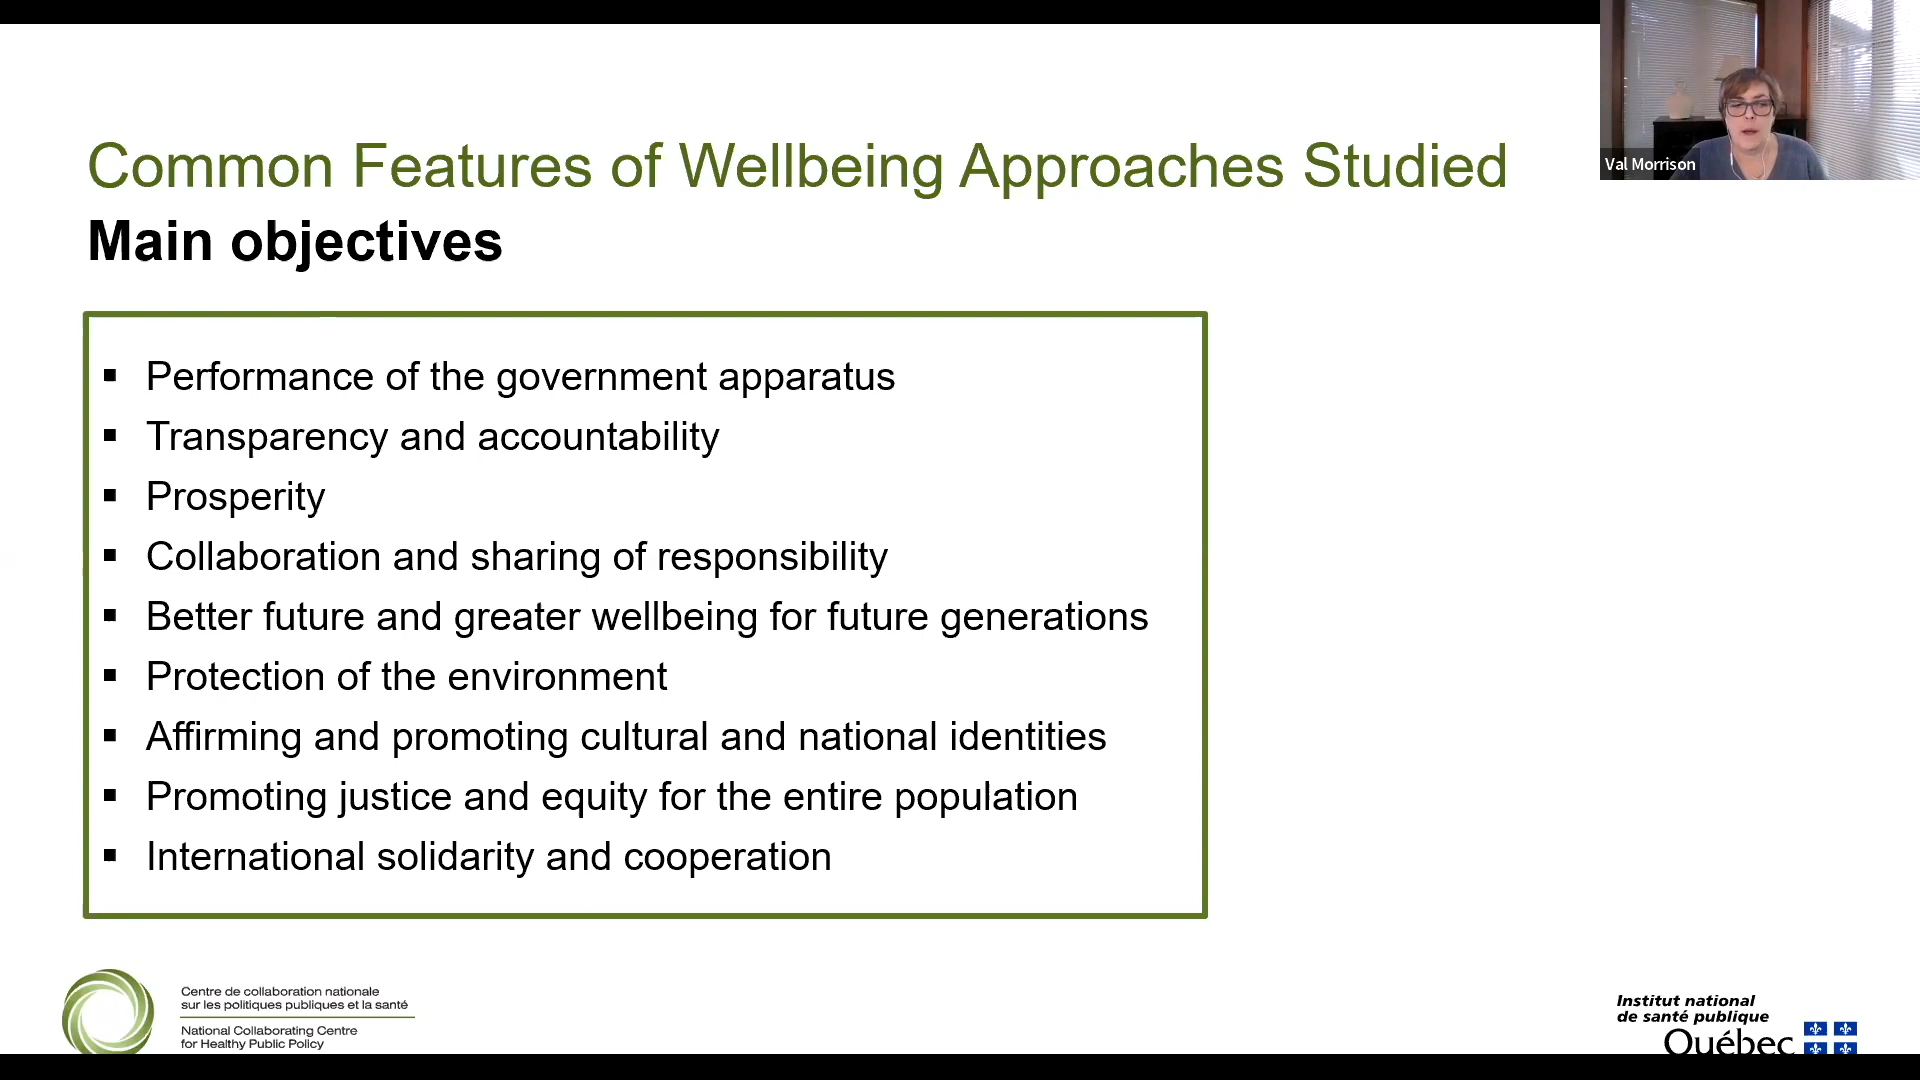 Common Features of Wellbeing Approaches Studied
Main objectives
Val Morrison
▪ Performance of the government apparatus
▪ Transparency and accountability
▪ Prosperity
▪ Collaboration and sharing of responsibility
▪ Better future and greater wellbeing for future generations
▪ Protection of the environment
▪ Affirming and promoting cultural and national identities
▪ Promoting justice and equity for the entire population
▪ International solidarity and cooperation
Centre de collaboration nationale
sur les politiques publiques et la santé
National Collaborating Centre
for Healthy Public Policy
Institut national
de santé publique
Québec